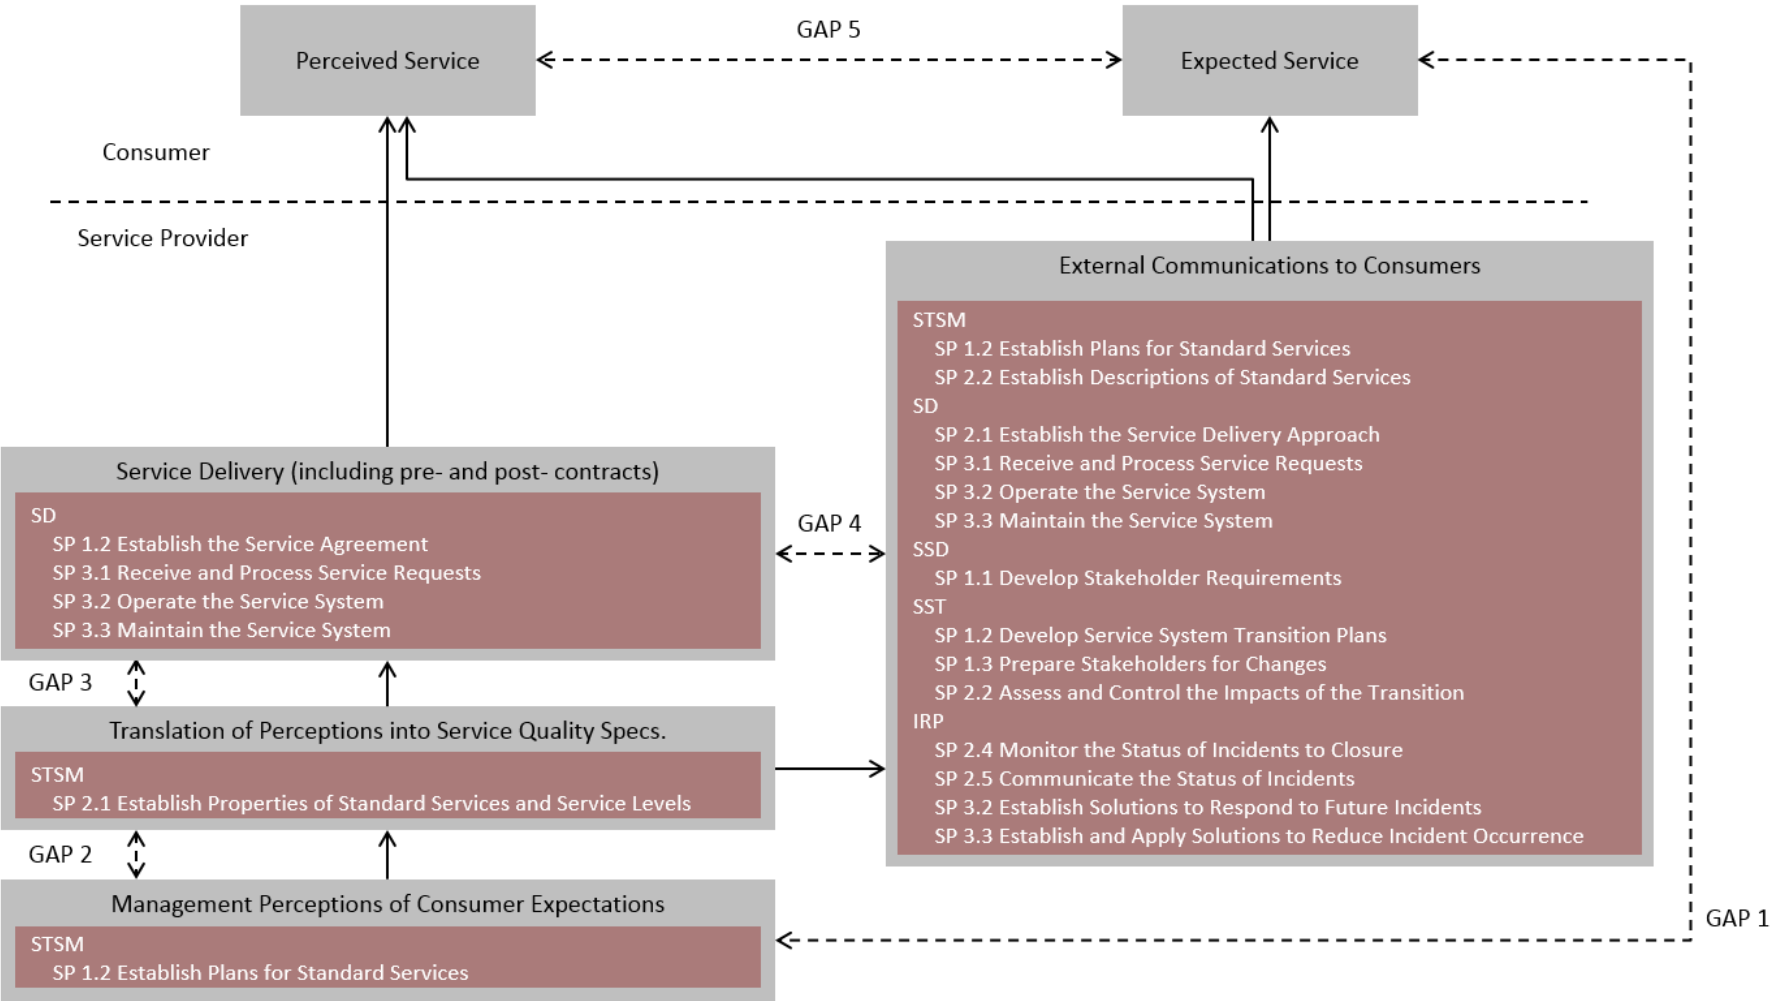 GAP 5
Perceived Service
Expected Service
Consumer
Service Provider
External Communications to Consumers
STSM
SP 1.2 Establish Plans for Standard Services
SP 2.2 Establish Descriptions of Standard Services
SD
SP 2.1 Establish the Service Delivery Approach
SP 3.1 Receive and Process Service Requests
SP 3.2 Operate the Service System
SP 3.3 Maintain the Service System
SSD
SP 1.1 Develop Stakeholder Requirements
SST
SP 1.2 Develop Service System Transition Plans
SP 1.3 Prepare Stakeholders for Changes
SP 2.2 Assess and Control the Impacts of the Transition
IRP
SP 2.4 Monitor the Status of Incidents to Closure
SP 2.5 Communicate the Status of Incidents
SP 3.2 Establish Solutions to Respond to Future Incidents
SP 3.3 Establish and Apply Solutions to Reduce Incident Occurrence
Service Delivery (including pre- and post- contracts)
SD
SP 1.2 Establish the Service Agreement
SP 3.1 Receive and Process Service Requests
SP 3.2 Operate the Service System
SP 3.3 Maintain the Service System
GAP 4
GAP 3
Translation of Perceptions into Service Quality Specs.
STSM
SP 2.1 Establish Properties of Standard Services and Service Levels
GAP 2
Management Perceptions of Consumer Expectations
STSM
SP 1.2 Establish Plans for Standard Services
GAP 1